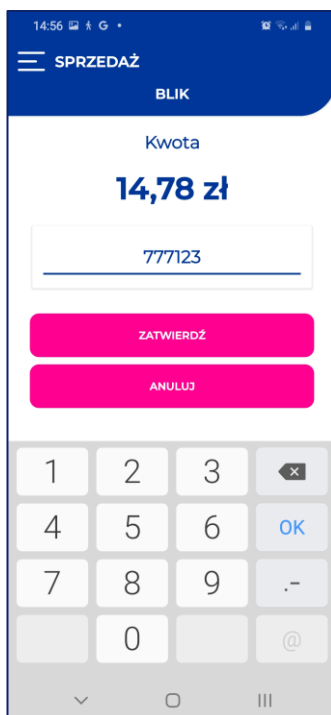 14:56 G •
SPRZEDAŻ
BLIK
Kwota
14,78 zł
777123
ZATWIERDŹ
ANULUJ
1 2 3
4 5 6 OK
7 8 9 .-
0 @